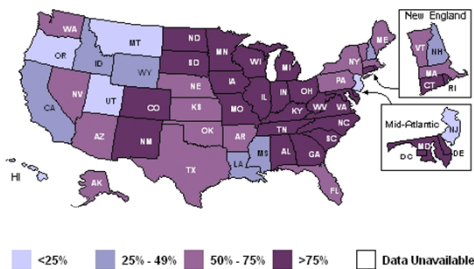 New England
WA
MT
ND
MN
ME
VT
NH
OR
ID
SD
WI
MI
NY
MA
WY
IA
PA
CT
RI
NE
IL
IN
OH
NV
UT
CO
KS
MO
KY
WV
VA
Mid-Atlantic
CA
NC
NJ
OK
AR
TN
SC
AZ
NM
MS
AL
GA
MD
DE
DC
HI
TX
LA
AK
FL
<25%
25% - 49%
50% - 75%
>75%
Data Unavailable